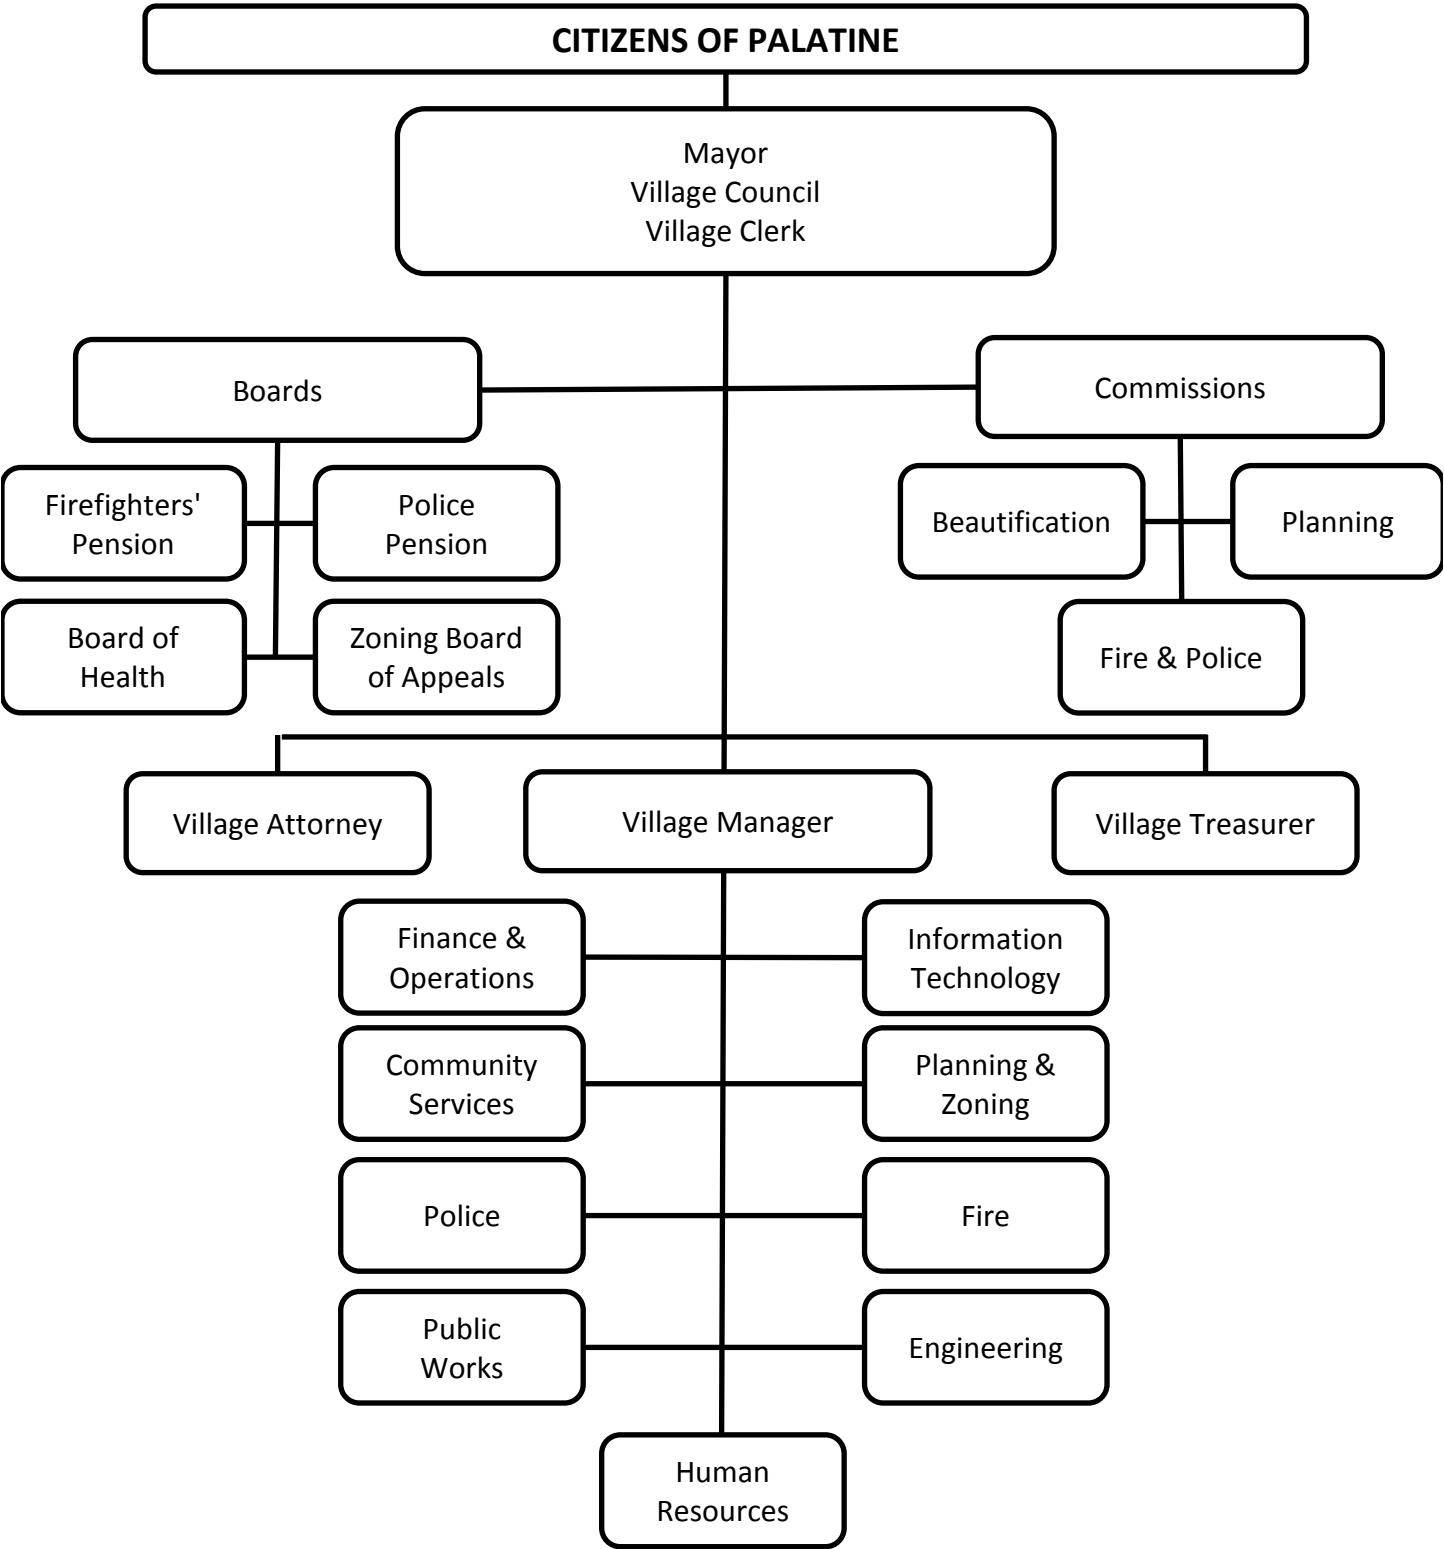 CITIZENS OF PALATINE
Mayor
Village Council
Village Clerk
Boards
Commissions
Firefighters'
Pension
Police
Pension
Beautification
Planning
Board of
Health
Zoning Board
of Appeals
Fire & Police
Village Attorney
Village Manager
Village Treasurer
Finance &
Operations
Information
Technology
Community
Services
Planning &
Zoning
Police
Fire
Public
Works
Engineering
Human
Resources